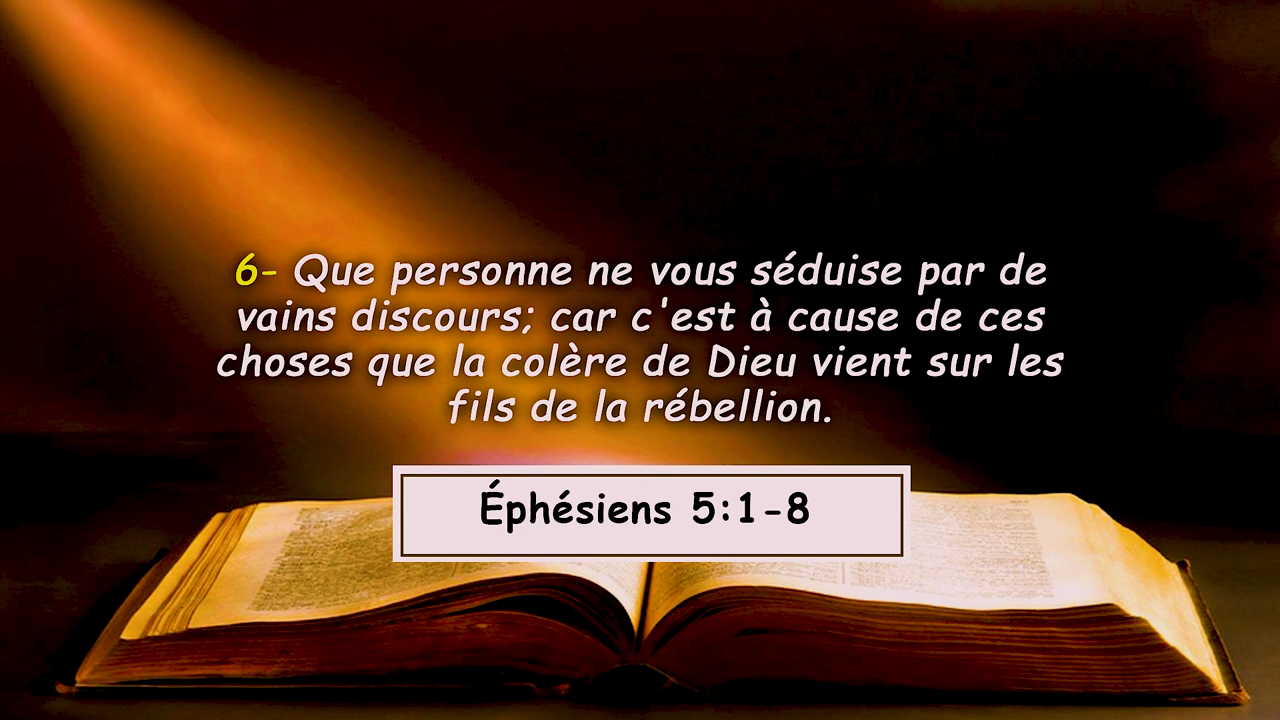 6- Que personne ne vous séduise par de
vains discours; car c'est à cause de ces
choses que la colère de Dieu vient sur les
fils de la rébellion.
Éphésiens 5:1-8